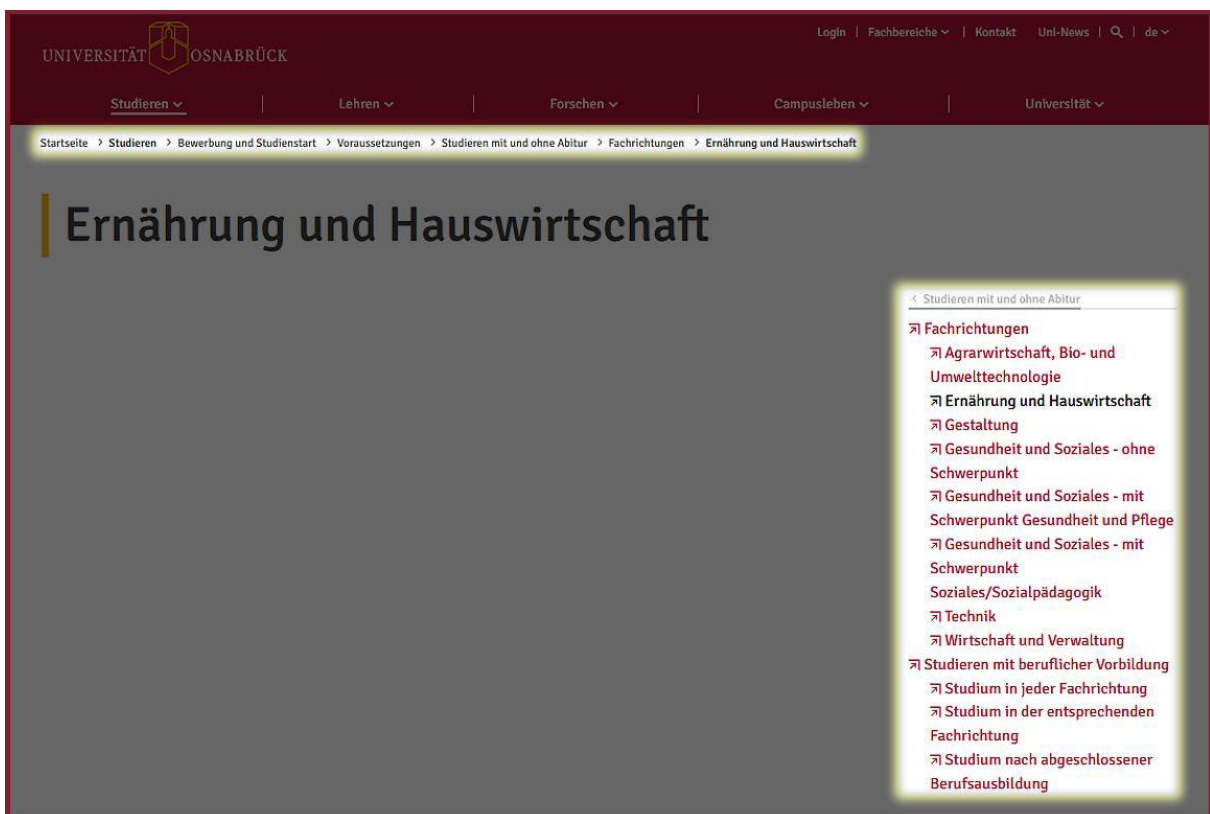 Login | Fachbereiche | Kontakt Uni-News | | de
UNIVERSITÄT OSNABRÜCK
Studieren | Lehren | Forschen | Campusleben | Universität
Startseite > Studieren > Bewerbung und Studienstart > Voraussetzungen > Studieren mit und ohne Abitur > Fachrichtungen > Ernährung und Hauswirtschaft
Ernährung und Hauswirtschaft
< Studieren mit und ohne Abitur
Fachrichtungen
Agrarwirtschaft, Bio- und
Umwelttechnologie
Ernährung und Hauswirtschaft
Gestaltung
Gesundheit und Soziales - ohne
Schwerpunkt
Gesundheit und Soziales - mit
Schwerpunkt Gesundheit und Pflege
Gesundheit und Soziales - mit
Schwerpunkt
Soziales/Sozialpädagogik
Technik
Wirtschaft und Verwaltung
Studieren mit beruflicher Vorbildung
Studium in jeder Fachrichtung
Studium in der entsprechenden
Fachrichtung
Studium nach abgeschlossener
Berufsausbildung